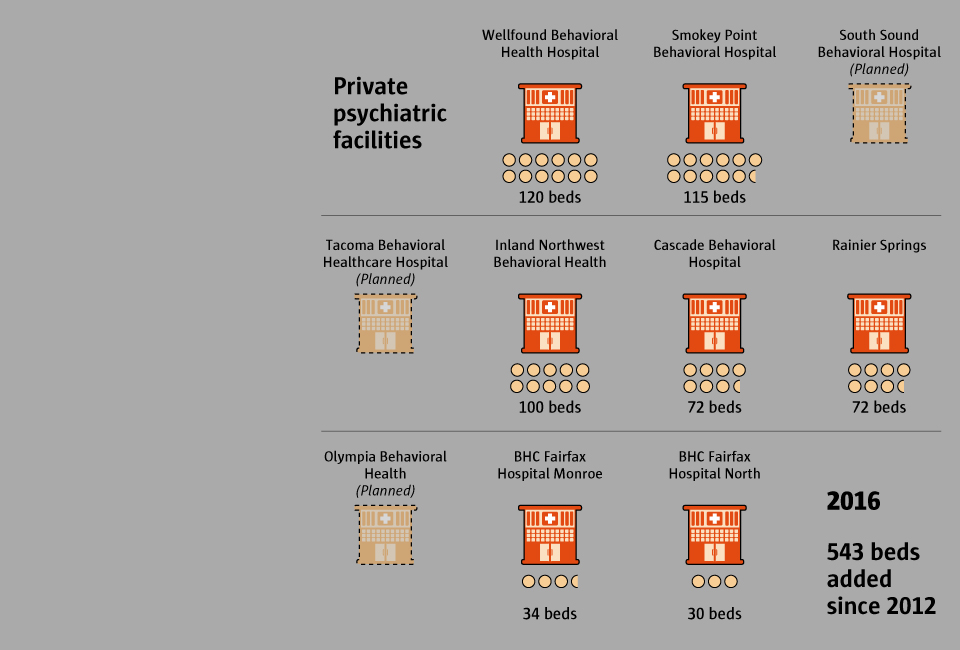 Private
psychiatric
facilities
Wellfound Behavioral
Health Hospital
120 beds
Smokey Point
Behavioral Hospital
115 beds
South Sound
Behavioral Hospital
(Planned)
Tacoma Behavioral
Healthcare Hospital
(Planned)
Inland Northwest
Behavioral Health
100 beds
Cascade Behavioral
Hospital
72 beds
Rainier Springs
72 beds
Olympia Behavioral
Health
(Planned)
BHC Fairfax
Hospital Monroe
34 beds
BHC Fairfax
Hospital North
30 beds
2016
543 beds
added
since 2012